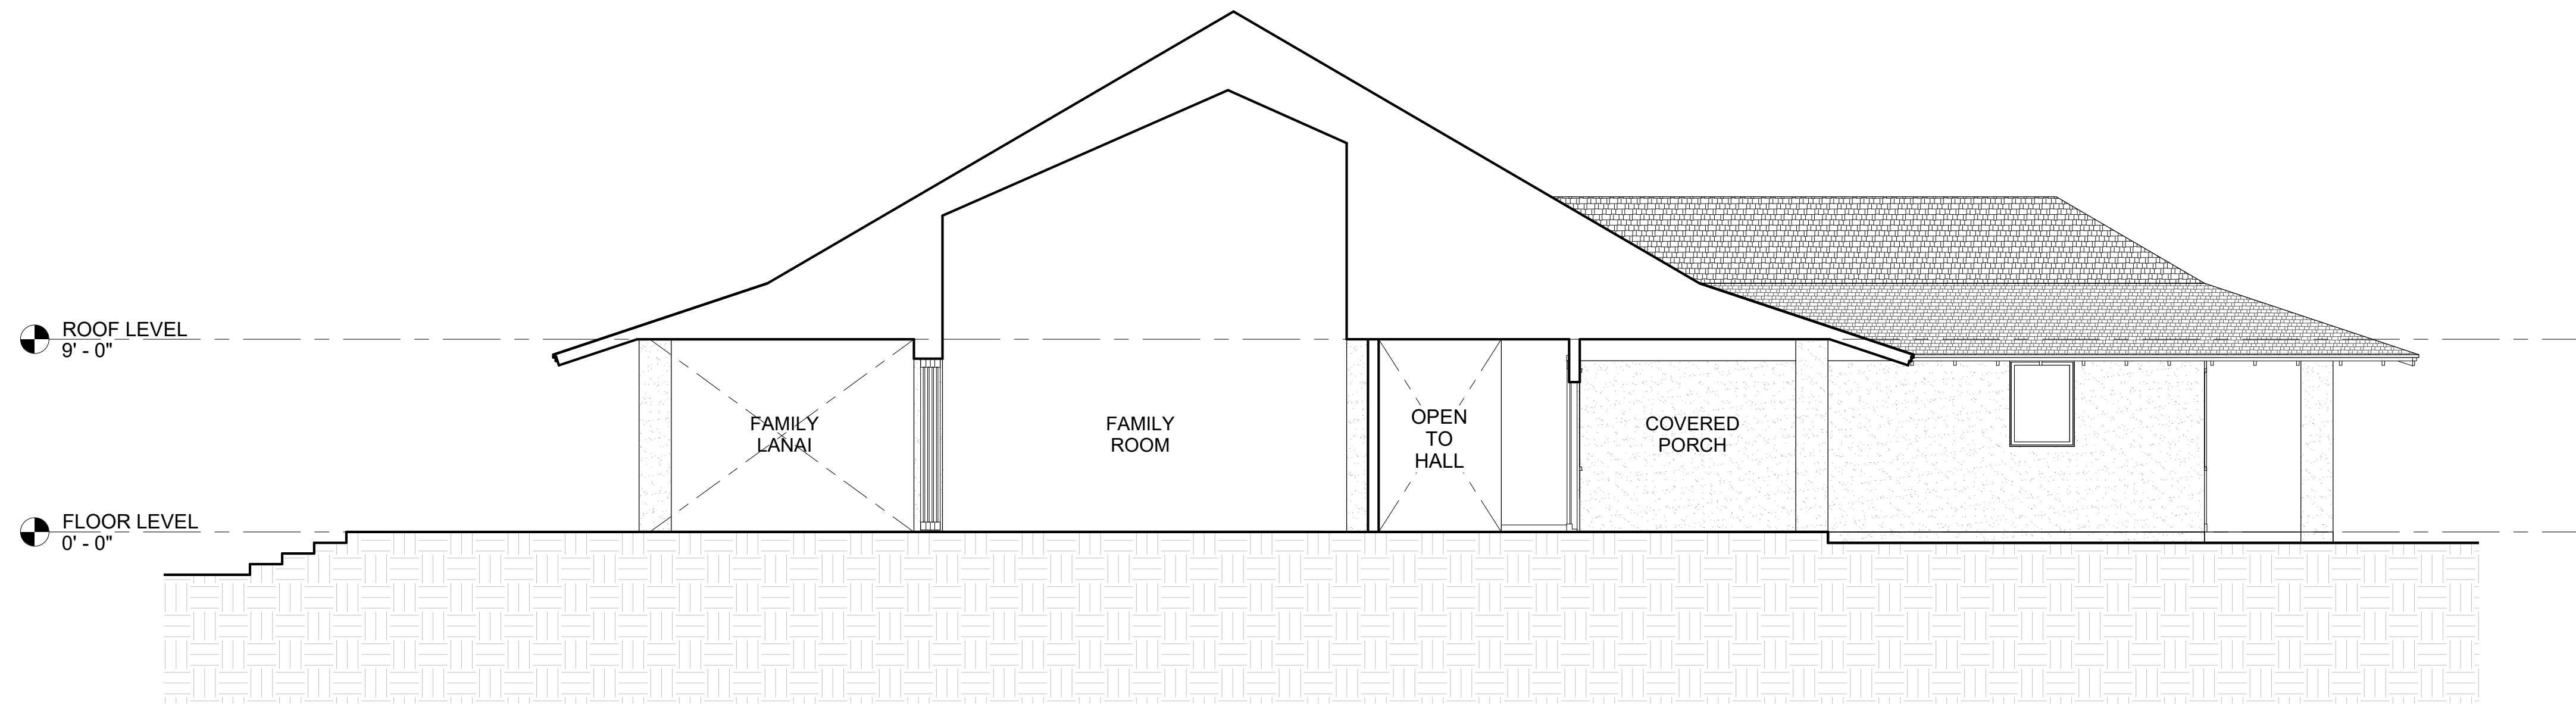 ROOF LEVEL
9' - 0"
FAMILY
LANAI
FAMILY
ROOM
OPEN
TO
HALL
COVERED
PORCH
FLOOR LEVEL
0' - 0"